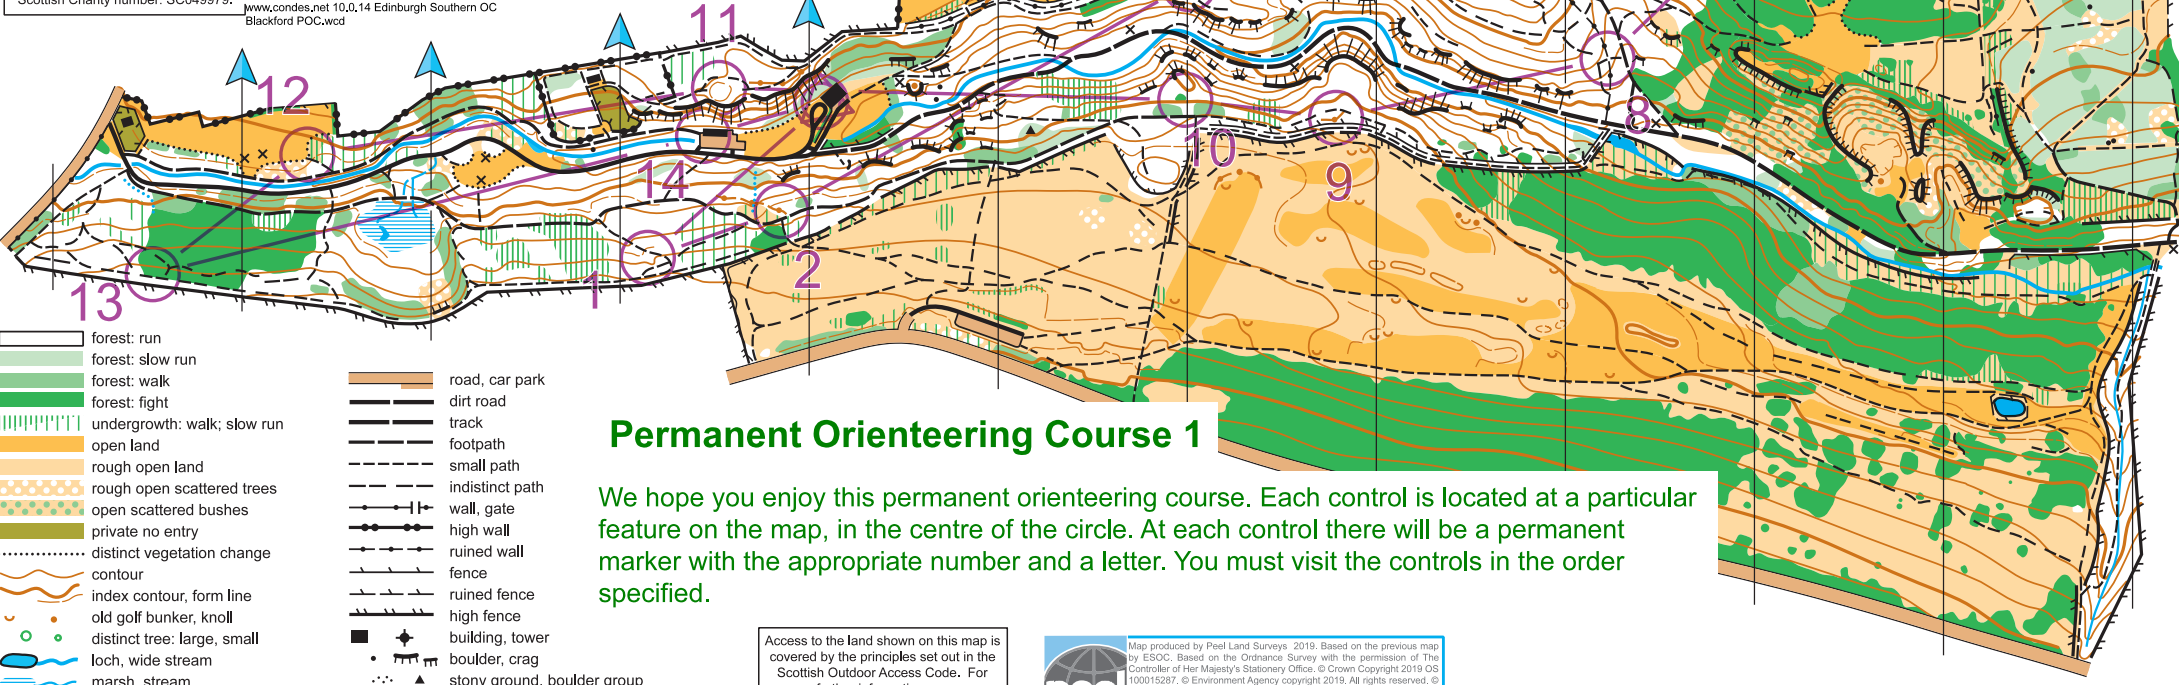 Scottish Charity number: SC049979.
www.condes.net 10.0.14 Edinburgh Southern OC
Blackford POC.wcd
11
12
8
14
10
9
2
1
13
forest: run
forest: slow run
forest: walk
forest: fight
undergrowth: walk; slow run
open land
rough open land
rough open scattered trees
open scattered bushes
private no entry
distinct vegetation change
contour
index contour, form line
old golf bunker, knoll
distinct tree: large, small
loch, wide stream
marsh, stream
road, car park
dirt road
track
footpath
small path
indistinct path
wall, gate
high wall
ruined wall
fence
ruined fence
high fence
building, tower
boulder, crag
stony ground, boulder group
Permanent Orienteering Course 1
We hope you enjoy this permanent orienteering course. Each control is located at a particular
feature on the map, in the centre of the circle. At each control there will be a permanent
marker with the appropriate number and a letter. You must visit the controls in the order
specified.
Access to the land shown on this map is
covered by the principles set out in the
Scottish Outdoor Access Code. For
Map produced by Peel Land Surveys 2019. Based on the previous map
by ESOC. Based on the Ordnance Survey with the permission of The
Controller of Her Majesty's Stationery Office. © Crown Copyright 2019 OS
100015287. © Environment Agency copyright 2019. All rights reserved. ©